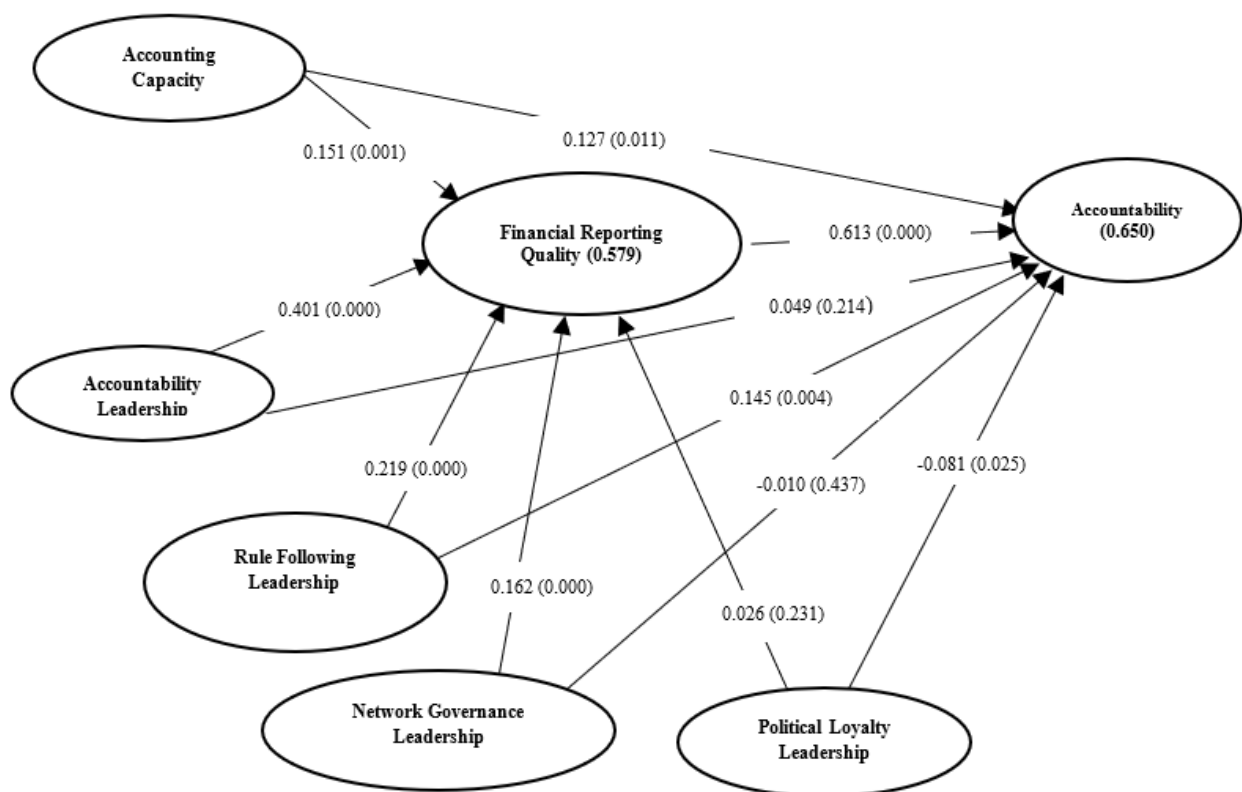 Accounting
Capacity
0.127 (0.011)
0.151 (0.001)
Financial Reporting
Quality (0.579)
Accountability
(0.650)
0.613 (0.000)
0.401 (0.000)
0.049 (0.214)
Accountability
Leadership
0.145 (0.004)
0.219 (0.000)
-0.010 (0.437)
-0.081 (0.025)
Rule Following
Leadership
0.162 (0.000)
0.026 (0.231)
Network Governance
Leadership
Political Loyalty
Leadership